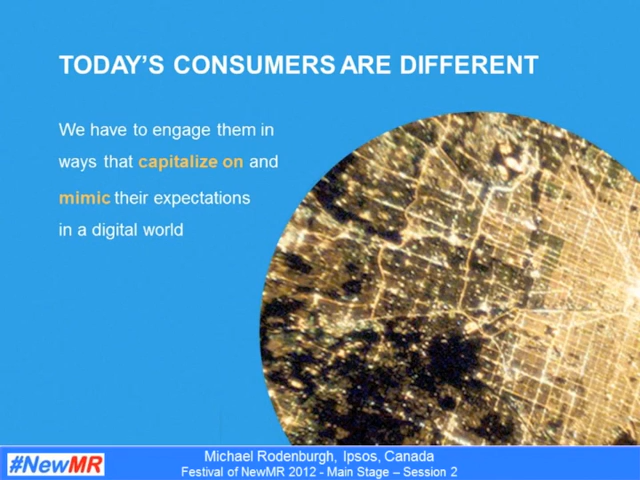 TODAY'S CONSUMERS ARE DIFFERENT
We have to engage them in
ways that capitalize on and
mimic their expectations
in a digital world
#NewMR
Michael Rodenburgh, Ipsos, Canada
Festival of NewMR 2012 - Main Stage – Session 2